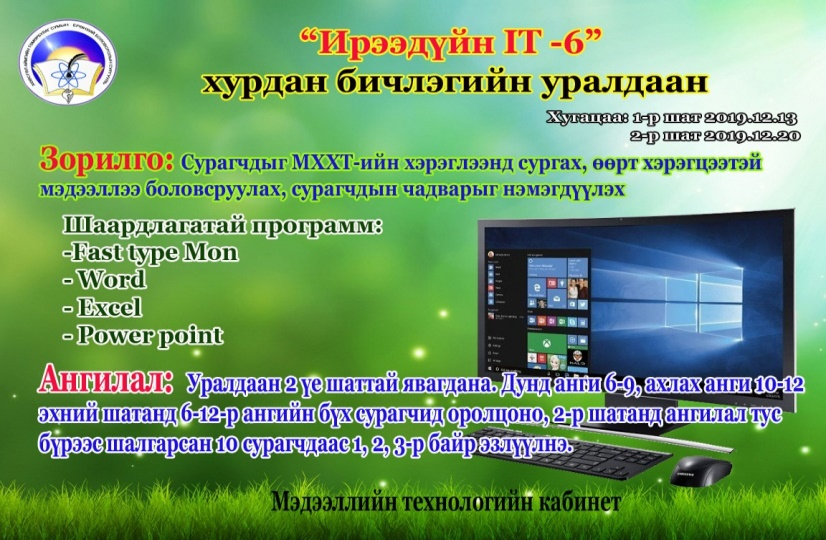 “Ирээдүйн IT -6”
хурдан бичлэгийн уралдаан
Хугацаа: 1-р шат 2019.12.13
2-р шат 2019.12.20
Зорилго: Сурагчдыг МХХТ-ийн хэрэглээнд сургах, өөрт хэрэгцээтэй
мэдээллээ боловсруулах, сурагчдын чадварыг нэмэгдүүлэх
Шаардлагатай программ:
-Fast type Mon
- Word
- Excel
- Power point
Ангилал: Уралдаан 2 үе шаттай явагдана. Дунд анги 6-9, ахлах анги 10-12
эхний шатанд 6-12-р ангийн бүх сурагчид оролцоно, 2-р шатанд ангилал тус
бүрээс шалгарсан 10 сурагчдаас 1, 2, 3-р байр эзлүүлнэ.
SAMSUNG
Мэдээллийн технологийн кабинет